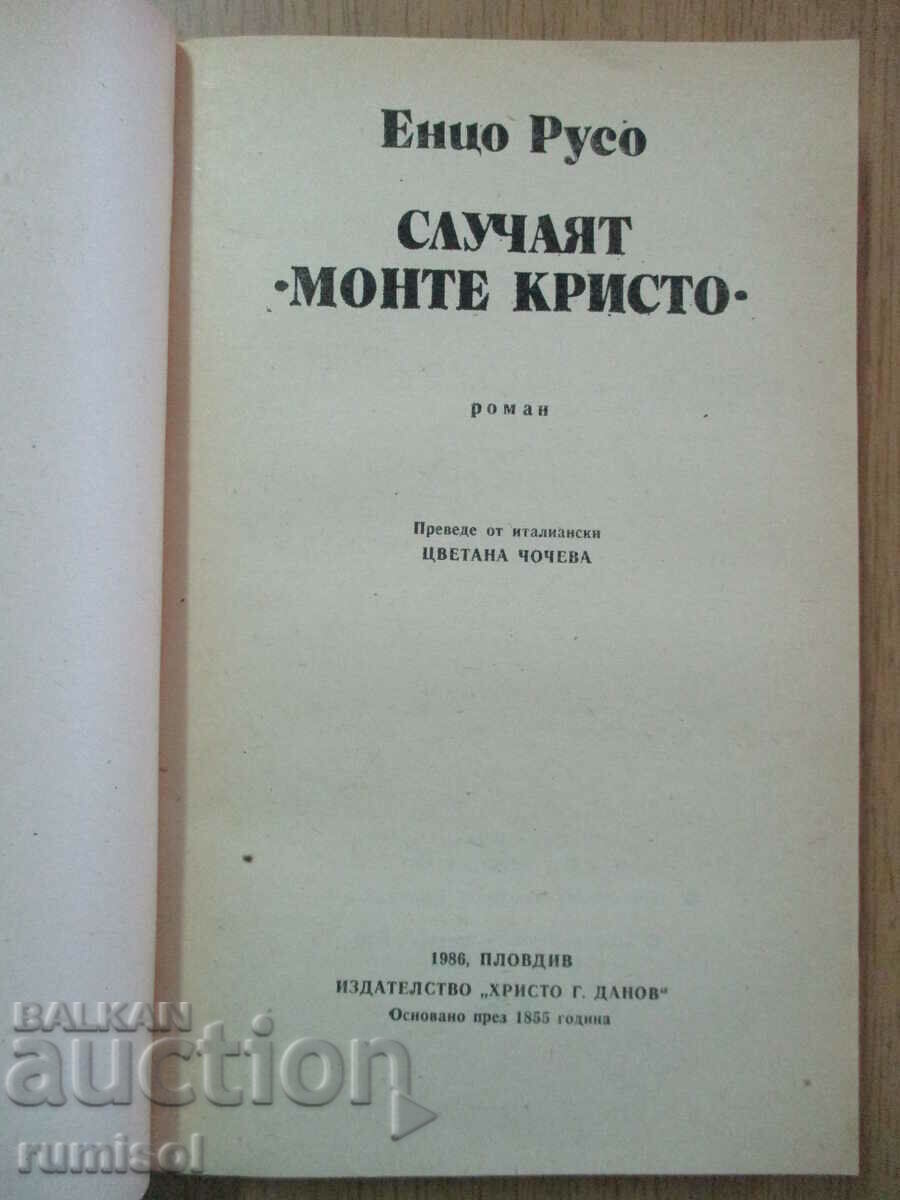 Енцо Русо
СЛУЧАЯТ
•МОНТЕ КРИСТО•
роман
Преведе от италиански
ЦВЕТАНА ЧОЧЕВА
1986, ПЛОВДИВ
ИЗДАТЕЛСТВО „ХРИСТО Г. ДАНОВ“
Основано през 1855 година
BALKAN
auction
rumisol